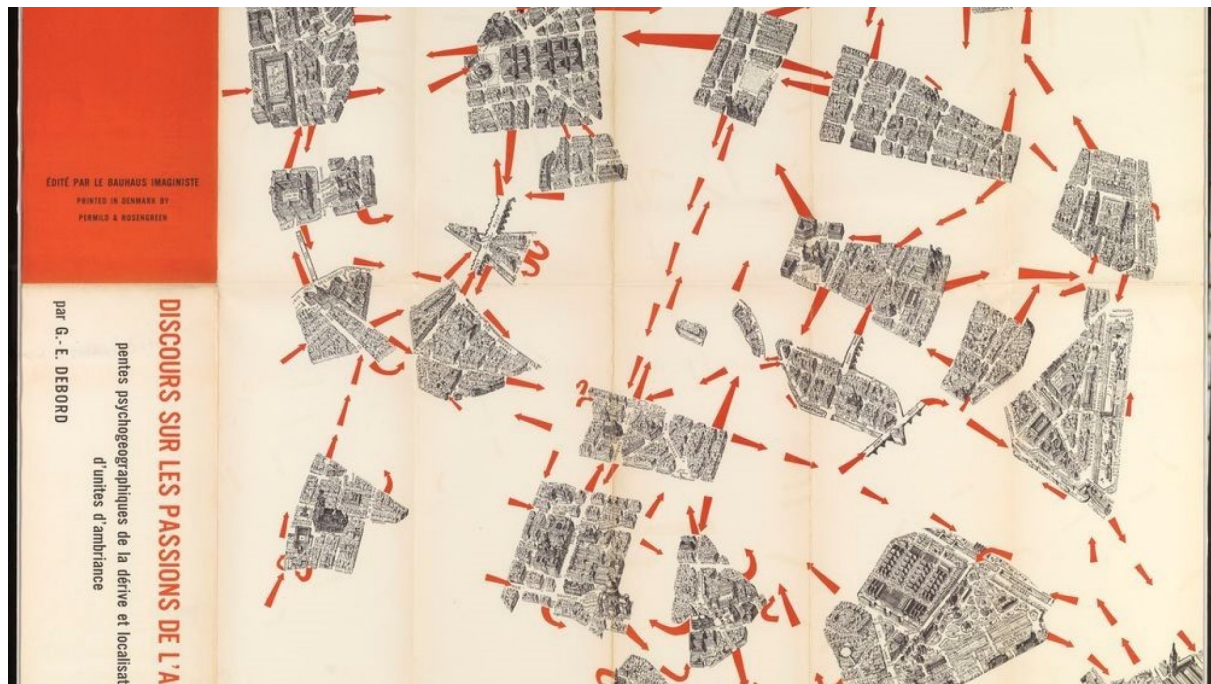 ÉDITÉ PAR LE BAUHAUS IMAGINISTE
PRINTED IN DENMARK BY
PERMILD & ROSENGREEN
DISCOURS SUR LES PASSIONS DE L'A
pentes psychogeographiques de la dérive et localisat
d'unites d'ambriance
par G.-E. DEBORD